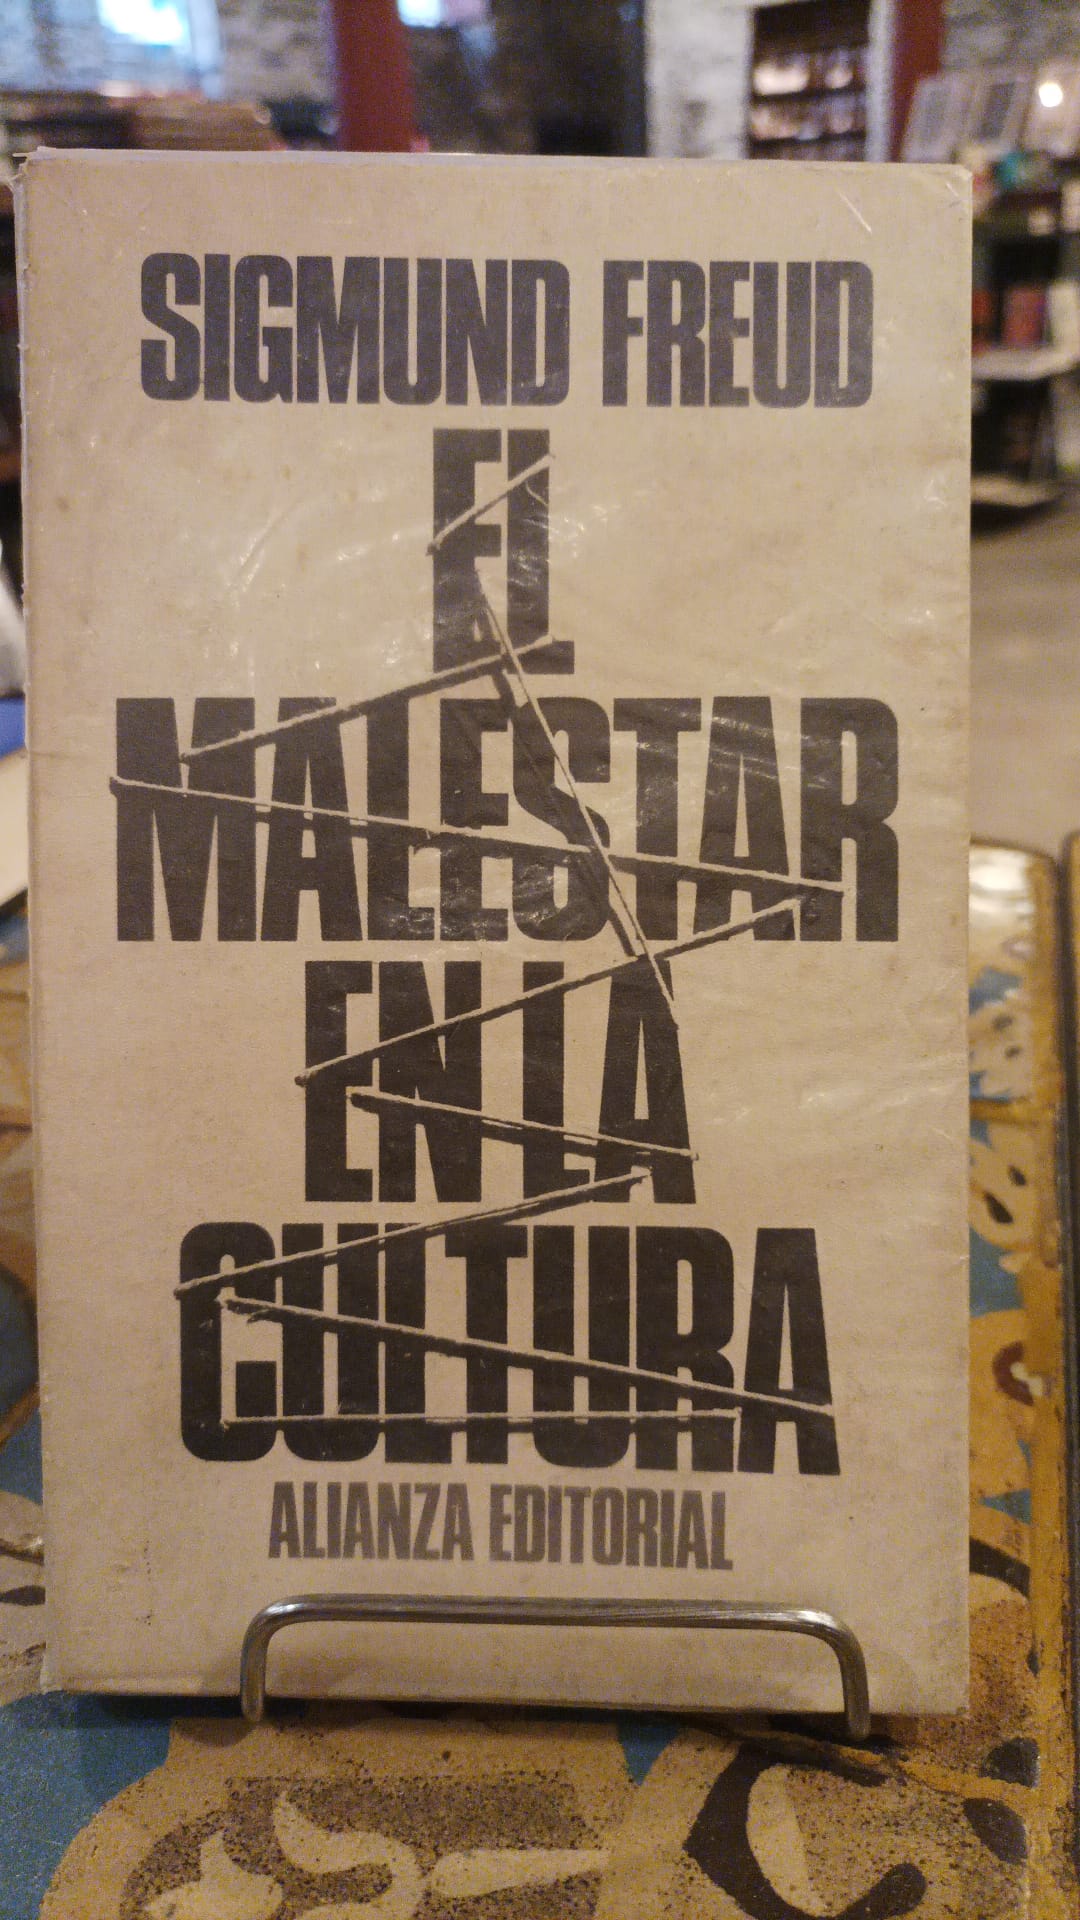 SIGMUND FREUD
EL
MALESTAR
EN LA
CULTURA
ALIANZA EDITORIAL